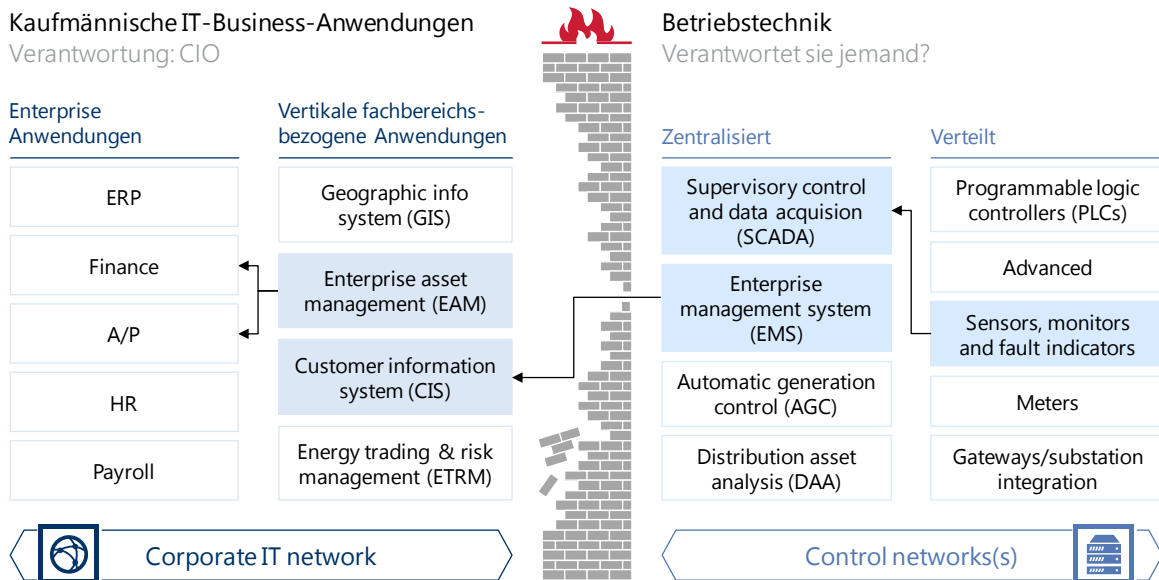 Kaufmännische IT-Business-Anwendungen
Verantwortung: CIO
Enterprise
Anwendungen
ERP
Finance
A/P
HR
Payroll
Vertikale fachbereichs-
bezogene Anwendungen
Geographic info
system (GIS)
Enterprise asset
management (EAM)
Customer information
system (CIS)
Energy trading & risk
management (ETRM)
Corporate IT network
Betriebstechnik
Verantwortet sie jemand?
Zentralisiert
Supervisory control
and data acquision
(SCADA)
Enterprise
management system
(EMS)
Automatic generation
control (AGC)
Distribution asset
analysis (DAA)
Verteilt
Programmable logic
controllers (PLCs)
Advanced
Sensors, monitors
and fault indicators
Meters
Gateways/substation
integration
Control networks(s)